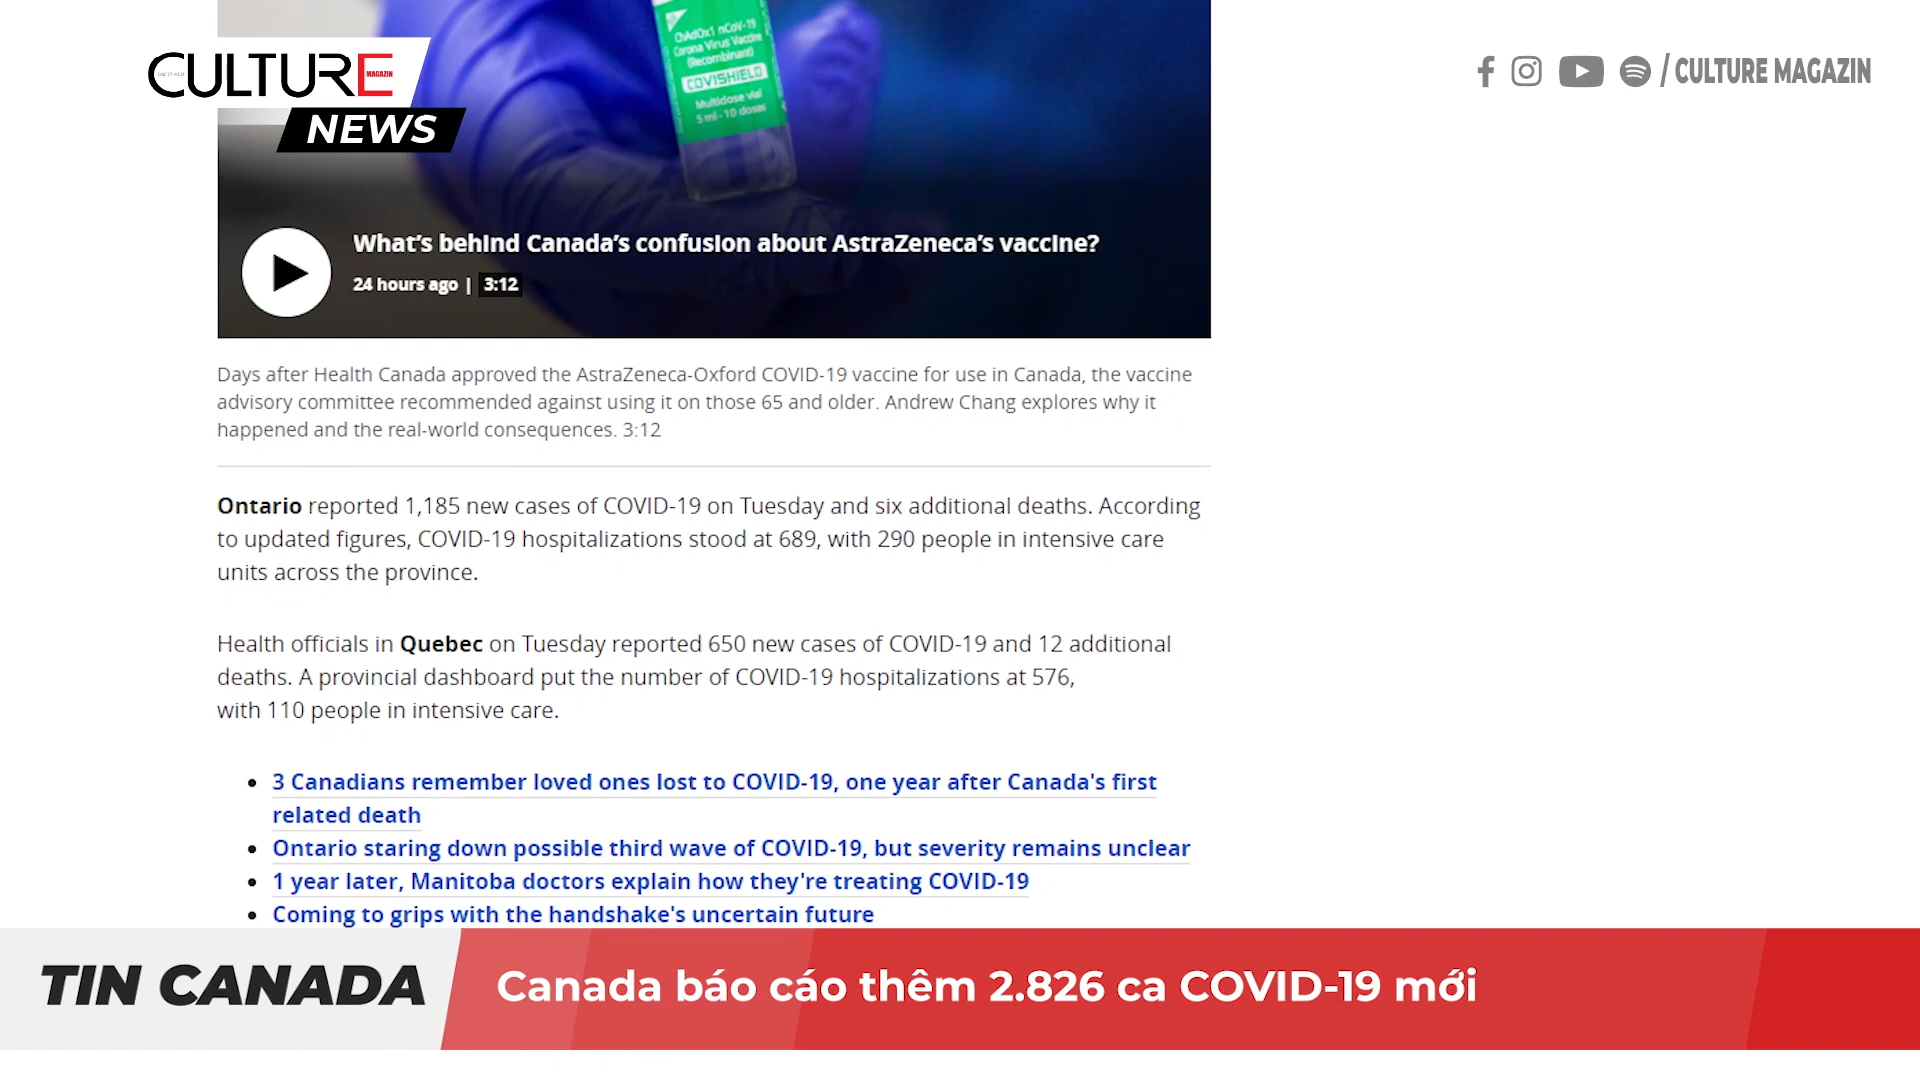 CULTURE
MAGAZIN
NEWS
/ CULTURE MAGAZIN
ChAdOx1 nCoV-19
Corona Virus Vaccine
(Recombinant)
COVISHIELD
Multidose vial
5 ml - 10 doses
What's behind Canada's confusion about AstraZeneca's vaccine?
24 hours ago | 3:12
Days after Health Canada approved the AstraZeneca-Oxford COVID-19 vaccine for use in Canada, the vaccine
advisory committee recommended against using it on those 65 and older. Andrew Chang explores why it
happened and the real-world consequences. 3:12
Ontario reported 1,185 new cases of COVID-19 on Tuesday and six additional deaths. According
to updated figures, COVID-19 hospitalizations stood at 689, with 290 people in intensive care
units across the province.
Health officials in Quebec on Tuesday reported 650 new cases of COVID-19 and 12 additional
deaths. A provincial dashboard put the number of COVID-19 hospitalizations at 576,
with 110 people in intensive care.
• 3 Canadians remember loved ones lost to COVID-19, one year after Canada's first
related death
• Ontario staring down possible third wave of COVID-19, but severity remains unclear
• 1 year later, Manitoba doctors explain how they're treating COVID-19
• Coming to grips with the handshake's uncertain future
TIN CANADA
Canada báo cáo thêm 2.826 ca COVID-19 mới